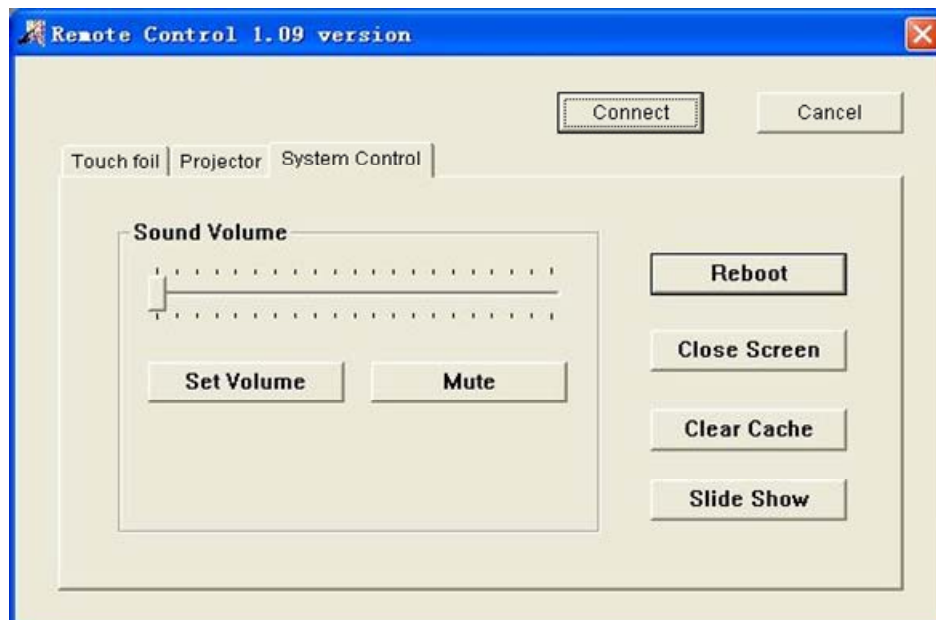 Remote Control 1.09 version
Connect Cancel
Touch foil Projector System Control
Sound Volume
Reboot
Close Screen
Set Volume Mute
Clear Cache
Slide Show